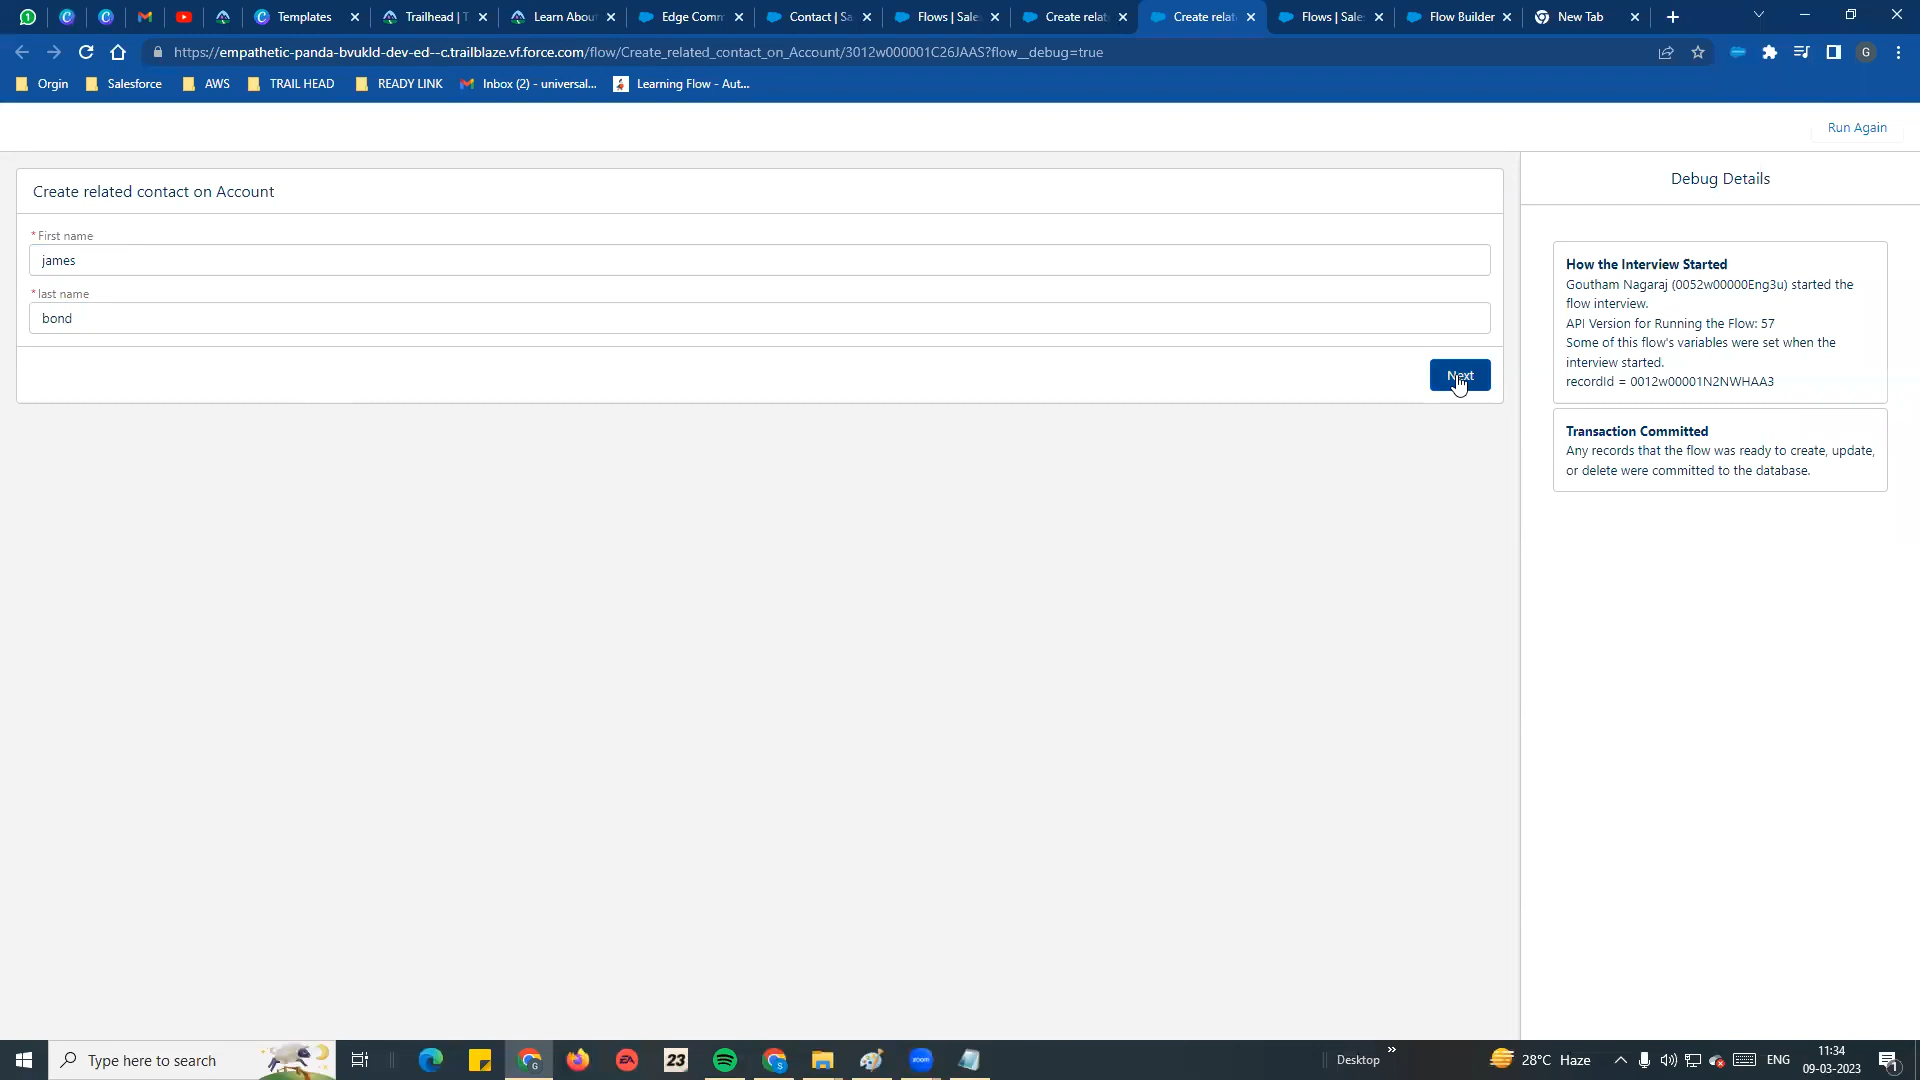 Templates
Trailhead | T
Learn Abou
Edge Comm
Contact | Sa
Flows | Sale
Create relat
Create relat
Flows | Sale
Flow Builder
New Tab
https://empathetic-panda-bvukld-dev-ed--c.trailblaze.vf.force.com/flow/Create_related_contact_on_Account/3012w000001C26JAAS?flow__debug=true
G
Orgin
Salesforce
AWS
TRAIL HEAD
READY LINK
Inbox (2) - universal...
Learning Flow - Aut...
Run Again
Create related contact on Account
*First name
james
*last name
bond
Next
Debug Details
How the Interview Started
Goutham Nagaraj (0052w00000Eng3u) started the
flow interview.
API Version for Running the Flow: 57
Some of this flow's variables were set when the
interview started.
recordId = 0012w00001N2NWHAA3
Transaction Committed
Any records that the flow was ready to create, update,
or delete were committed to the database.
Type here to search
EA
23
zoom
Desktop
28°C Haze
ENG
11:34
09-03-2023
1